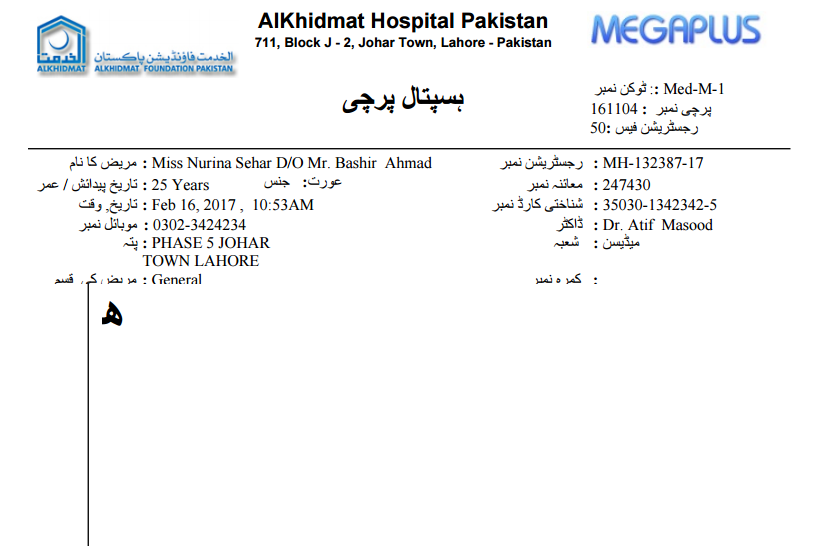 AlKhidmat Hospital Pakistan
711, Block J - 2, Johar Town, Lahore - Pakistan
الخدمت
ALKHIDMAT
الخدمت فاؤنڈیشن پاکستان
ALKHIDMAT FOUNDATION PAKISTAN
MEGAPLUS
ہسپتال پرچی
ٹوکن نمبر :: Med-M-1
پرچی نمبر : 161104
رجسٹریشن فیس :50
مریض کا نام : Miss Nurina Sehar D/O Mr. Bashir Ahmad
رجسٹریشن نمبر : MH-132387-17
تاریخ پیدائش / عمر : 25 Years جنس :عورت
معائنہ نمبر : 247430
تاریخ, وقت : Feb 16, 2017 , 10:53AM
شناختی کارڈ نمبر : 35030-1342342-5
موبائل نمبر : 0302-3424234
ڈاکٹر : Dr. Atif Masood
پتہ : PHASE 5 JOHAR
TOWN LAHORE
شعبہ : میڈیسن
مریض کی قسم : General
کمرہ نمبر :
ھ